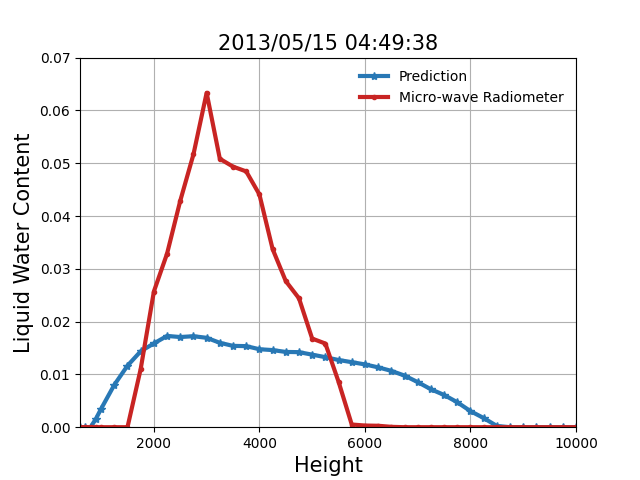 2013/05/15 04:49:38
Prediction
Micro-wave Radiometer
Liquid Water Content
0.07
0.06
0.05
0.04
0.03
0.02
0.01
0.00
2000 4000 6000 8000 10000
Height